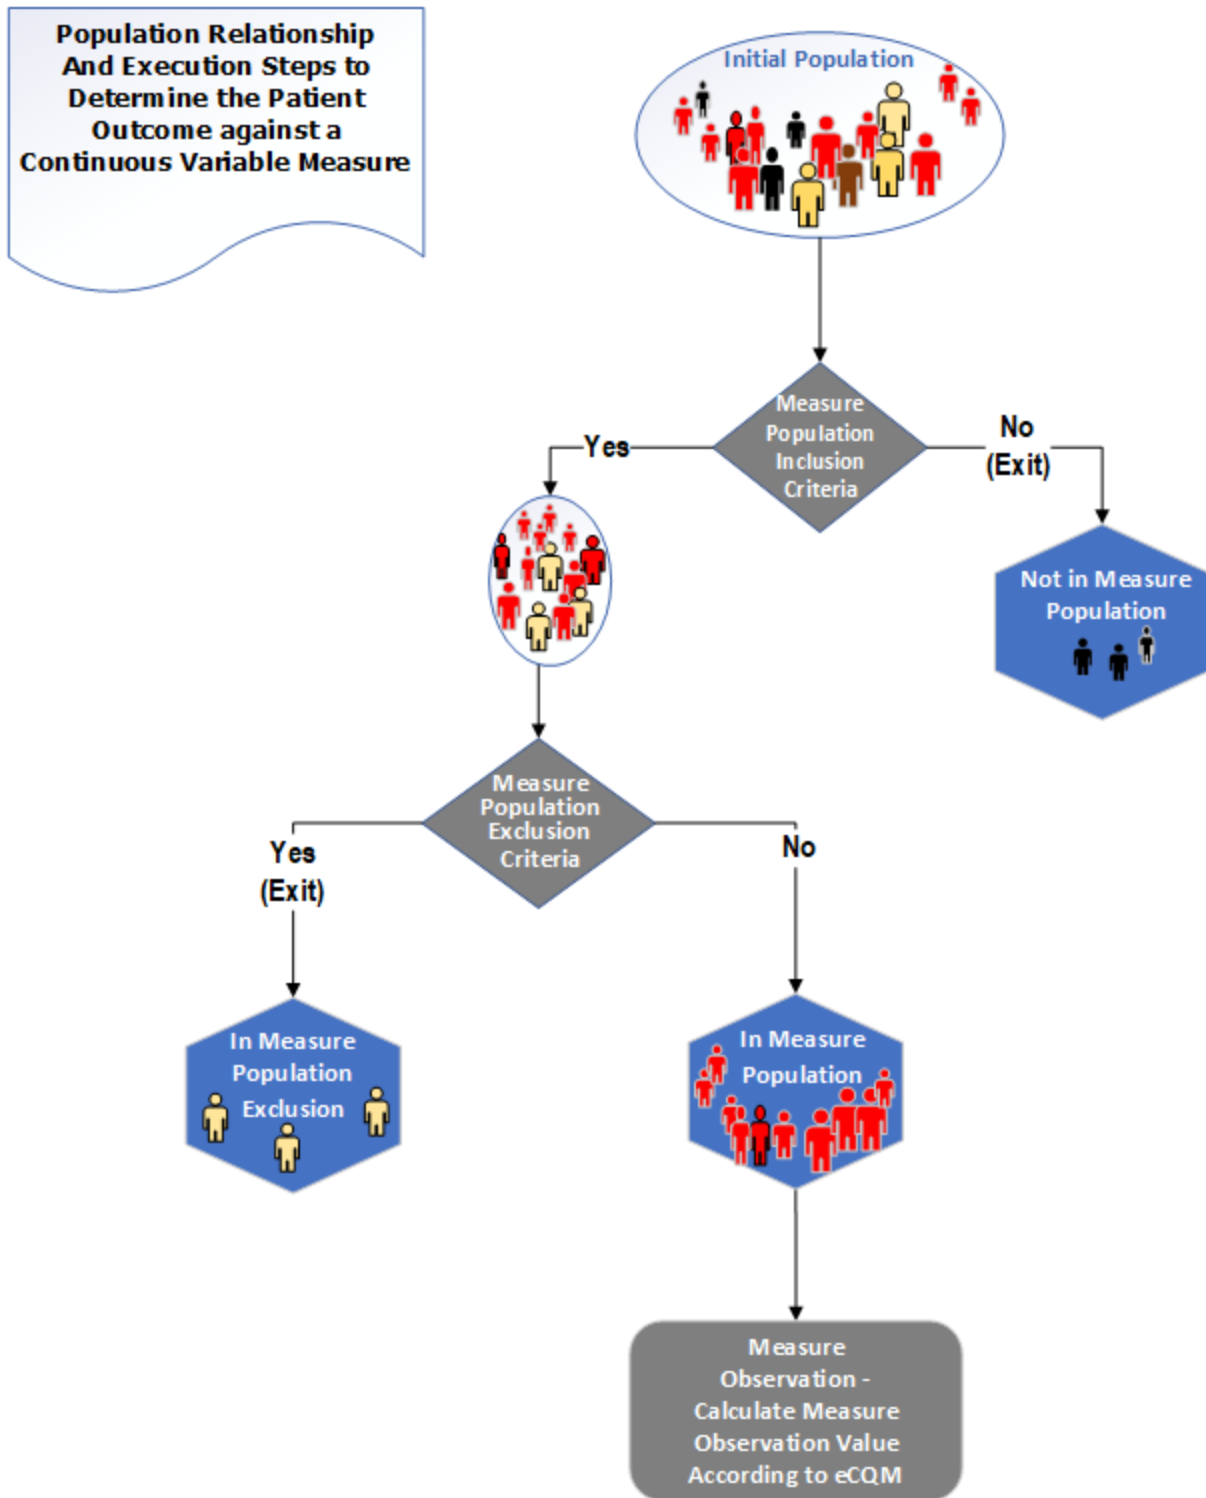 Population Relationship
And Execution Steps to
Determine the Patient
Outcome against a
Continuous Variable Measure
Initial Population
Measure
Population
Inclusion
Criteria
Yes
No
(Exit)
Not in Measure
Population
Measure
Population
Exclusion
Criteria
Yes
(Exit)
No
In Measure
Population
Exclusion
In Measure
Population
Measure
Observation -
Calculate Measure
Observation Value
According to eCQM